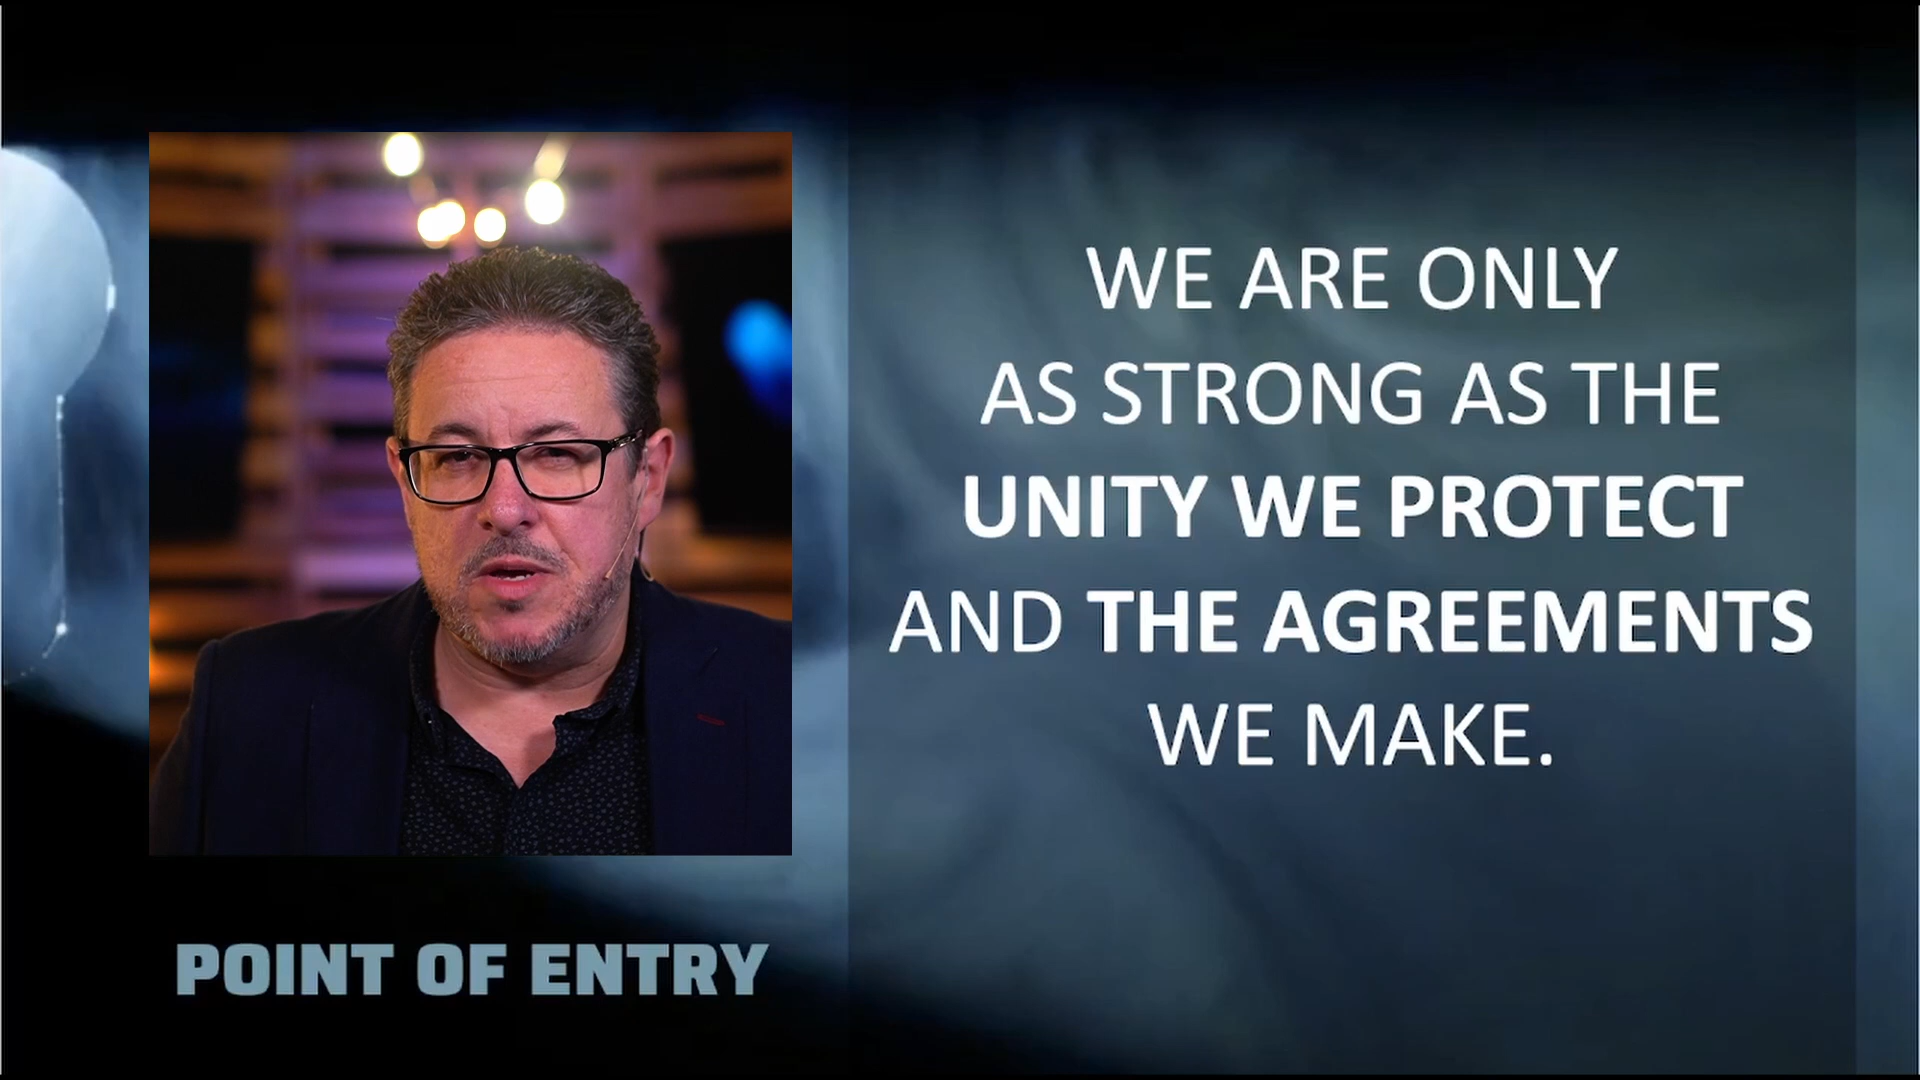 WE ARE ONLY
AS STRONG AS THE
UNITY WE PROTECT
AND THE AGREEMENTS
WE MAKE.
POINT OF ENTRY